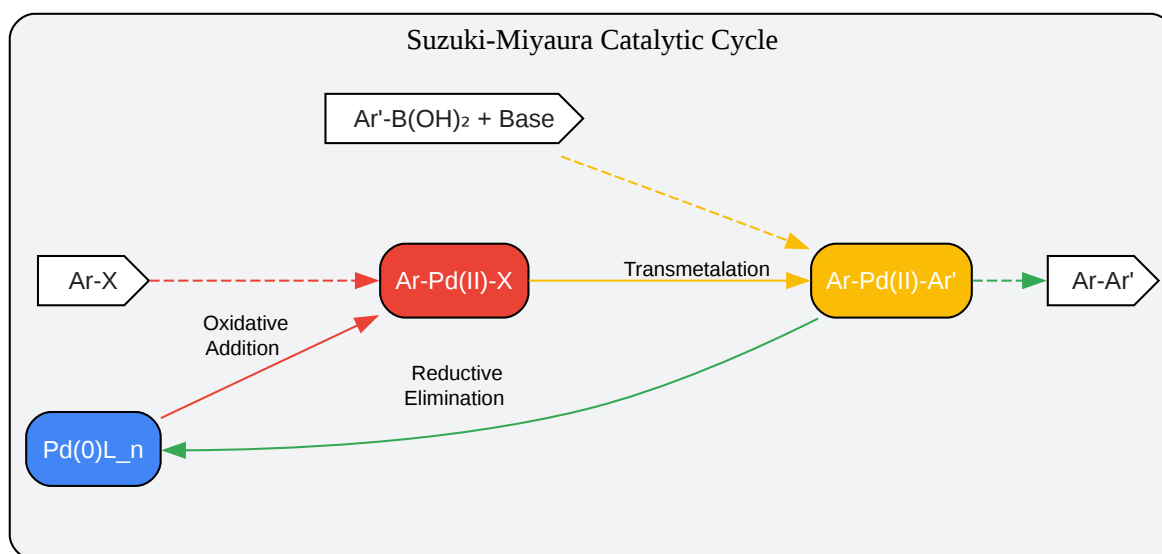 Suzuki-Miyaura Catalytic Cycle
Ar'-B(OH)₂ + Base
Ar-X
Ar-Pd(II)-X
Transmetalation
Ar-Pd(II)-Ar'
Ar-Ar'
Oxidative
Addition
Reductive
Elimination
Pd(0)L_n